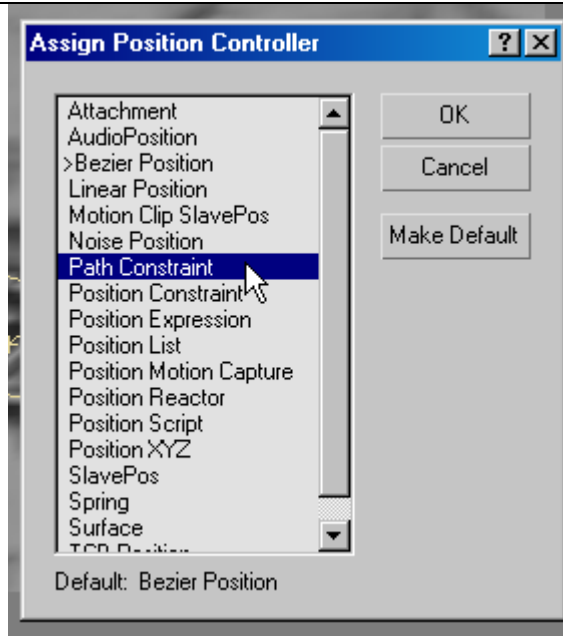 Assign Position Controller
Attachment
AudioPosition
>Bezier Position
Linear Position
Motion Clip SlavePos
Noise Position
Path Constraint
Position Constraint
Position Expression
Position List
Position Motion Capture
Position Reactor
Position Script
Position XYZ
SlavePos
Spring
Surface
TCB Position
OK
Cancel
Make Default
Default: Bezier Position